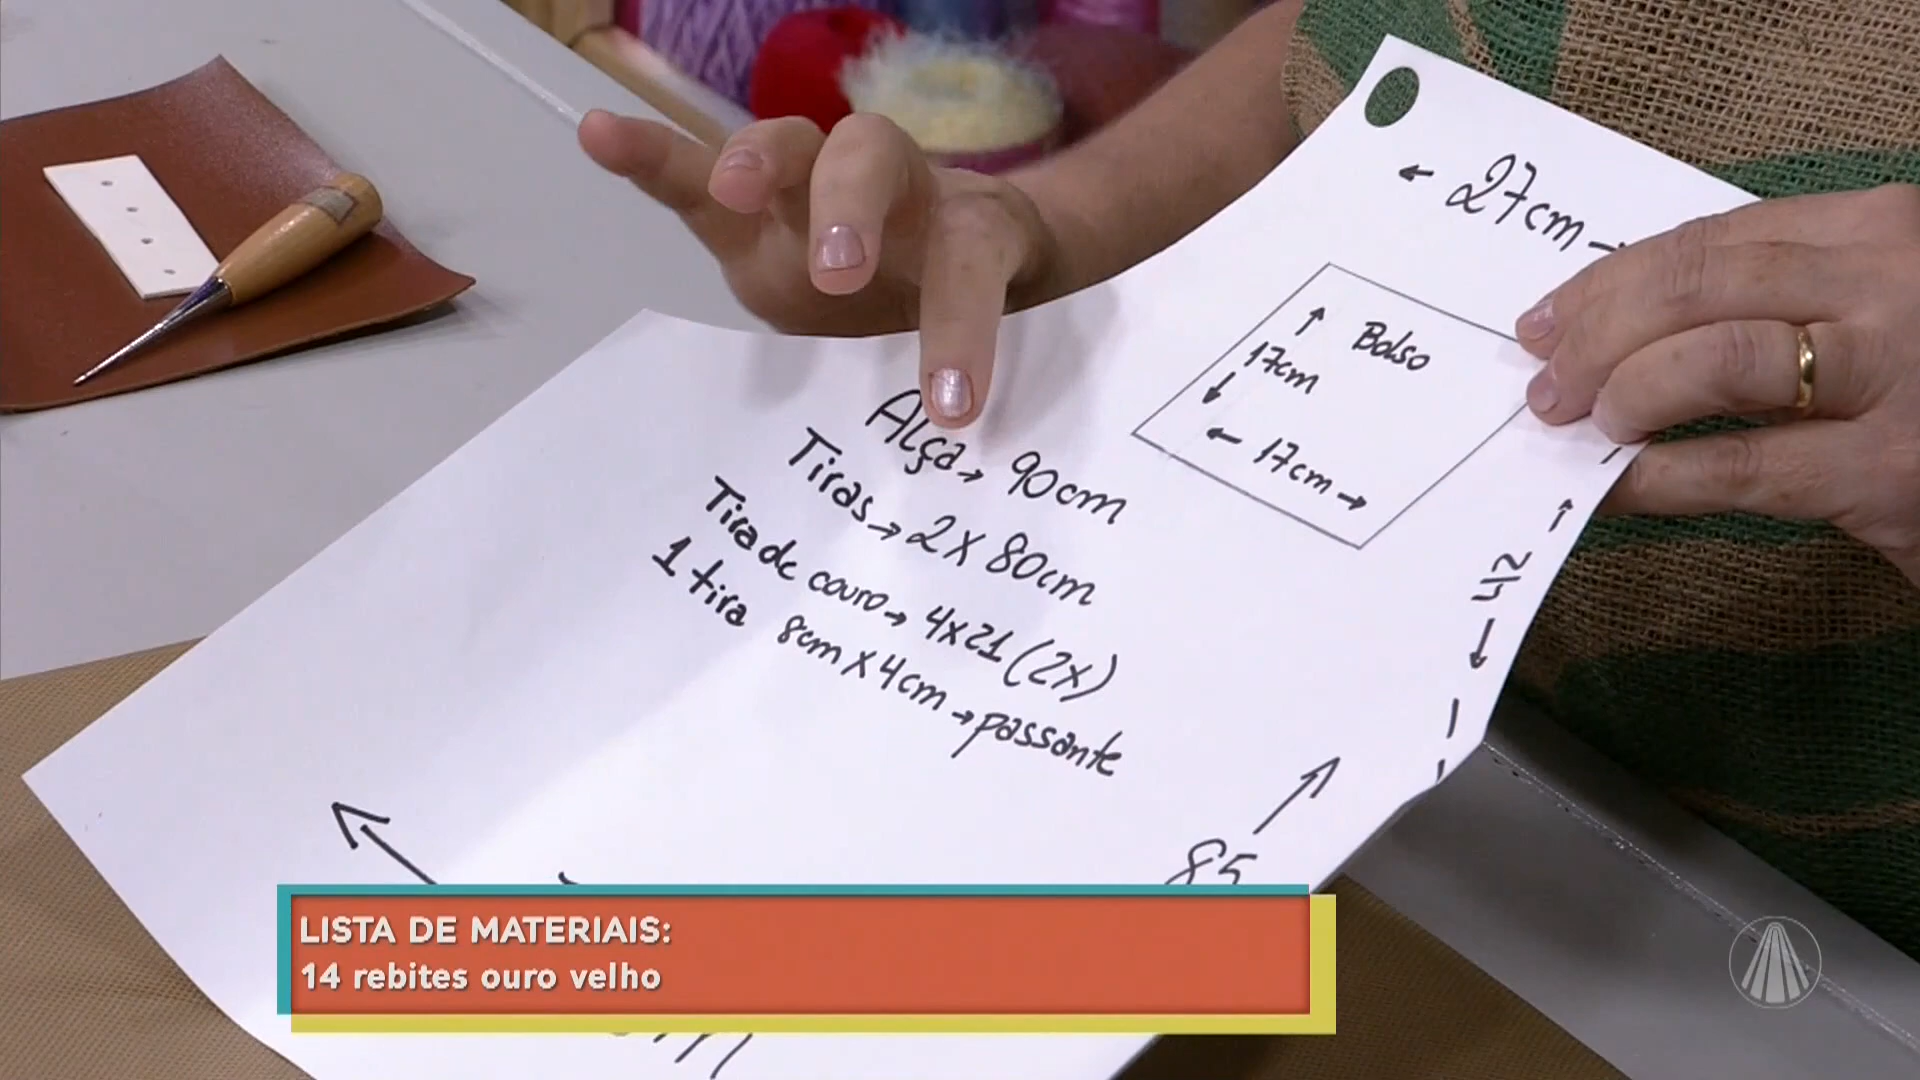 ← 27cm →
↑ Bolso
17cm
↓
← 17cm →
Alça → 90cm
Tiras → 2X 80cm
Tira de couro → 4x21 (2x)
1 tira 8cm X 4cm → passante
85
LISTA DE MATERIAIS:
14 rebites ouro velho